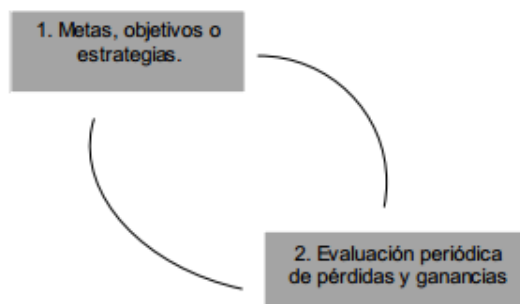 1. Metas, objetivos o
estrategias.
2. Evaluación periódica
de pérdidas y ganancias